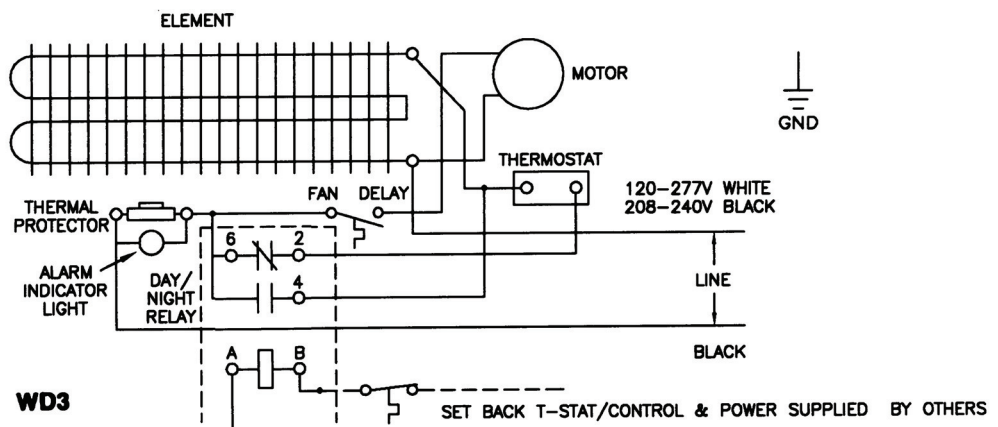 ELEMENT
MOTOR
GND
THERMOSTAT
120-277V WHITE
208-240V BLACK
FAN DELAY
THERMAL
PROTECTOR
6 2
ALARM
INDICATOR
LIGHT
DAY/
NIGHT
RELAY
4
LINE
BLACK
A B
WD3
SET BACK T-STAT/CONTROL & POWER SUPPLIED BY OTHERS